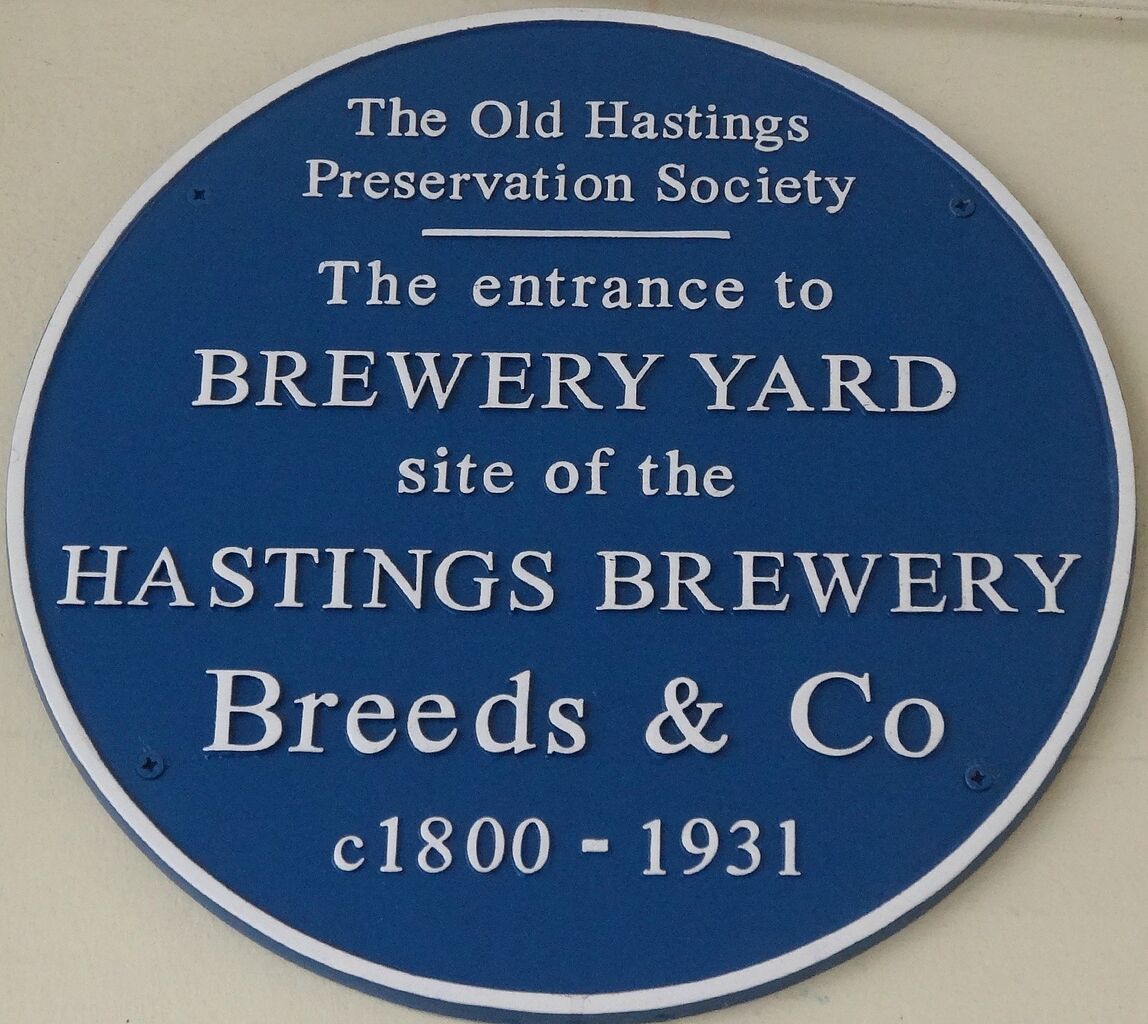 The Old Hastings
Preservation Society
The entrance to
BREWERY YARD
site of the
HASTINGS BREWERY
Breeds & Co
c1800 - 1931